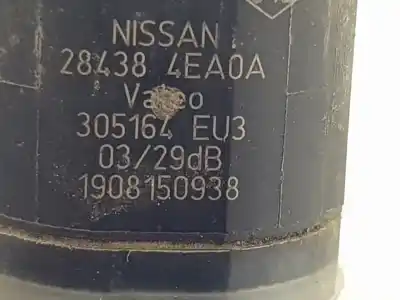 NISSAN
28438 4EA0A
Valeo
305164 EU3
03/29dB
1908150938